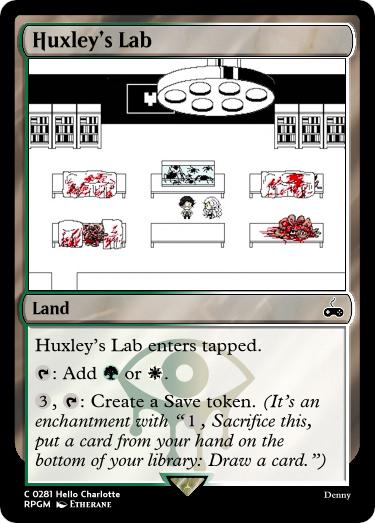 Huxley's Lab
Land
Huxley's Lab enters tapped.
: Add or .
3, : Create a Save token. (It's an
enchantment with “1, Sacrifice this,
put a card from your hand on the
bottom of your library: Draw a card.”)
C 0281 Hello Charlotte
Denny
RPGM Etherane